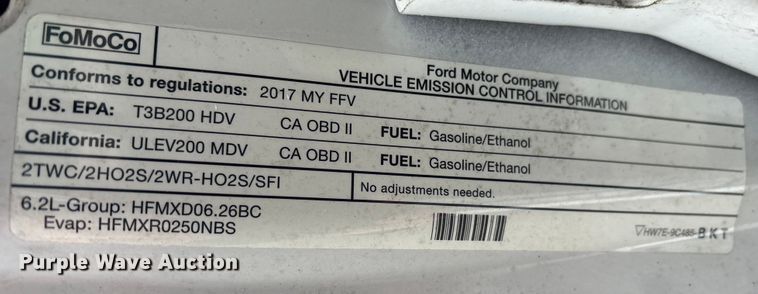 FoMoCo
Ford Motor Company
VEHICLE EMISSION CONTROL INFORMATION
Conforms to regulations: 2017 MY FFV
U.S. EPA: T3B200 HDV CA OBD II FUEL: Gasoline/Ethanol
California: ULEV200 MDV CA OBD II FUEL: Gasoline/Ethanol
2TWC/2HO2S/2WR-HO2S/SFI No adjustments needed.
6.2L-Group: HFMXD06.26BC
Evap: HFMXR0250NBS
HW7E-9C485-BKT
Purple Wave Auction